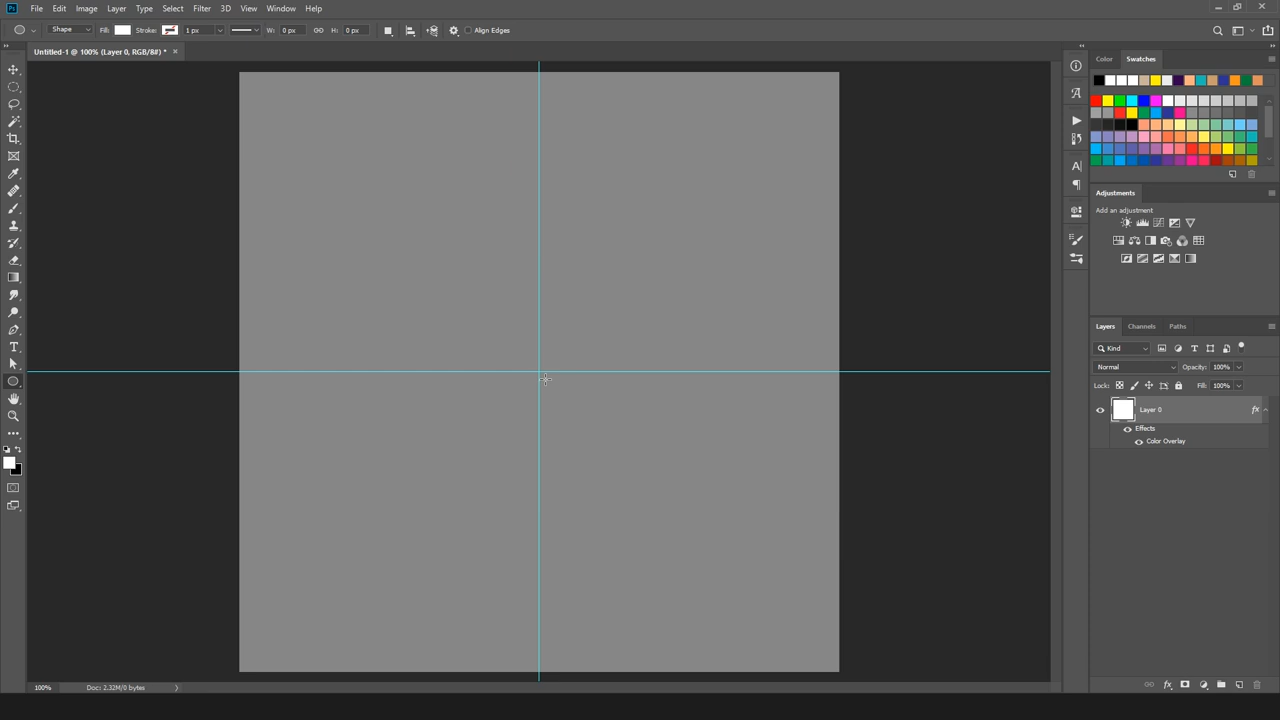 Ps File Edit Image Layer Type Select Filter 3D View Window Help
Shape Fill: Stroke: 1 px W: 0 px H: 0 px Align Edges
Untitled-1 @ 100% (Layer 0, RGB/8#) * ×
Color Swatches
Adjustments
Add an adjustment
Layers Channels Paths
Kind
Normal Opacity: 100%
Lock: Fill: 100%
Layer 0 fx
Effects
Color Overlay
100% Doc: 2.32M/0 bytes